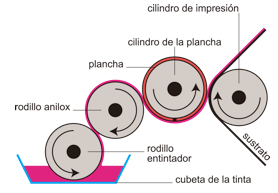 cilindro de impresión
cilindro de la plancha
plancha
rodillo anilox
sustrato
rodillo
entintador
cubeta de la tinta